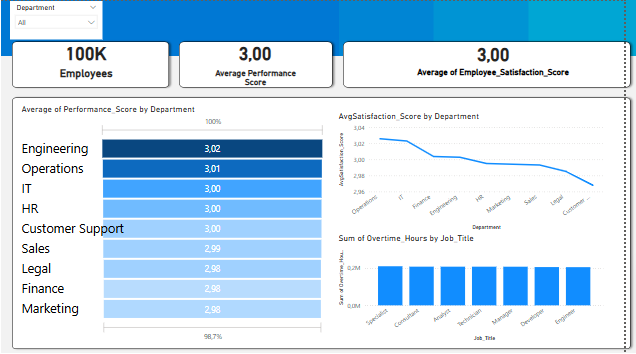 Department
All
100K
Employees
3,00
Average Performance
Score
3,00
Average of Employee_Satisfaction_Score
Average of Performance_Score by Department
100%
Engineering 3,02
Operations 3,01
IT 3,00
HR 3,00
Customer Support 3,00
Sales 2,99
Legal 2,98
Finance 2,98
Marketing 2,98
98,7%
AvgSatisfaction_Score by Department
AvgSatisfaction_Score
3,04
3,02
3,00
2,98
2,96
Operations
IT
Finance
Engineering
HR
Marketing
Sales
Legal
Customer ...
Department
Sum of Overtime_Hours by Job_Title
Sum of Overtime_Hou...
0,2M
0,0M
Specialist
Consultant
Analyst
Technician
Manager
Developer
Engineer
Job_Title